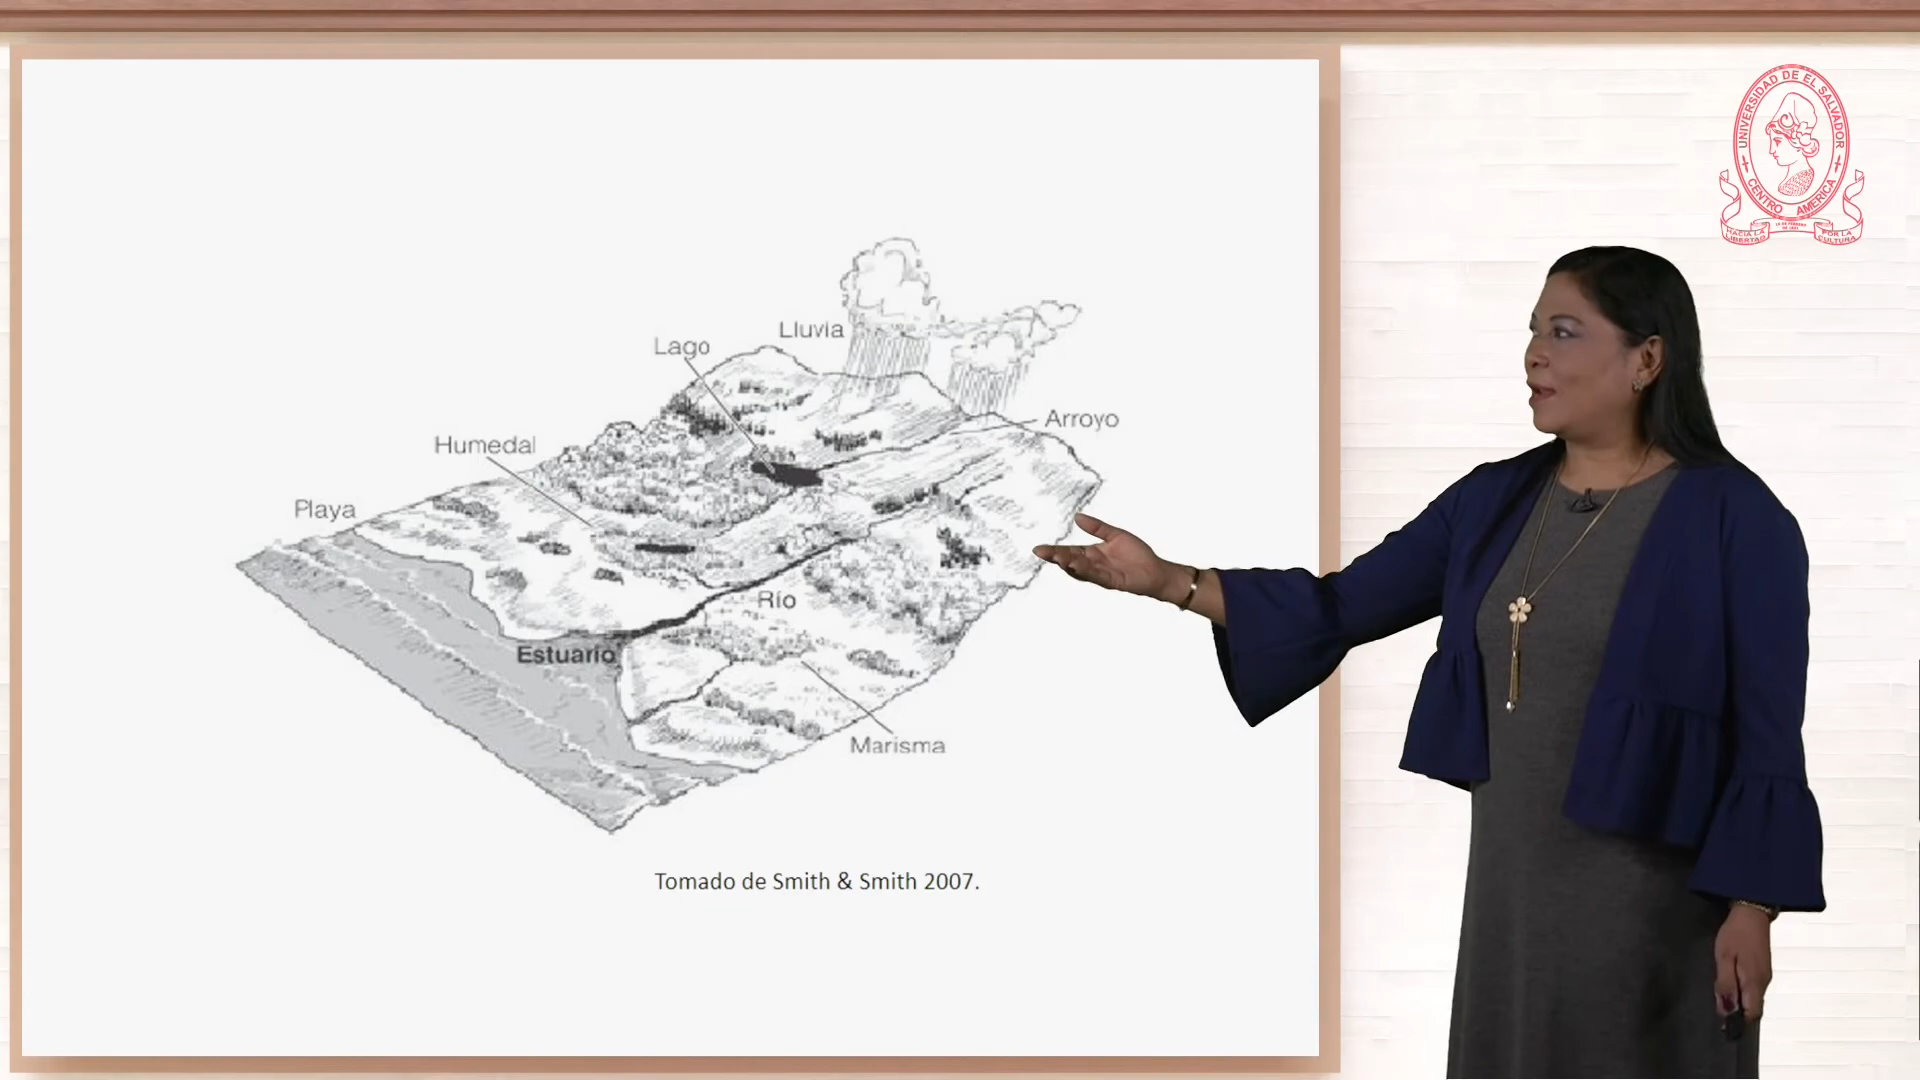 Lluvia
Lago
Arroyo
Humedal
Playa
Río
Estuario
Marisma
Tomado de Smith & Smith 2007.
UNIVERSIDAD DE EL SALVADOR
CENTRO AMERICA
HACIA LA
LIBERTAD
POR LA
CULTURA